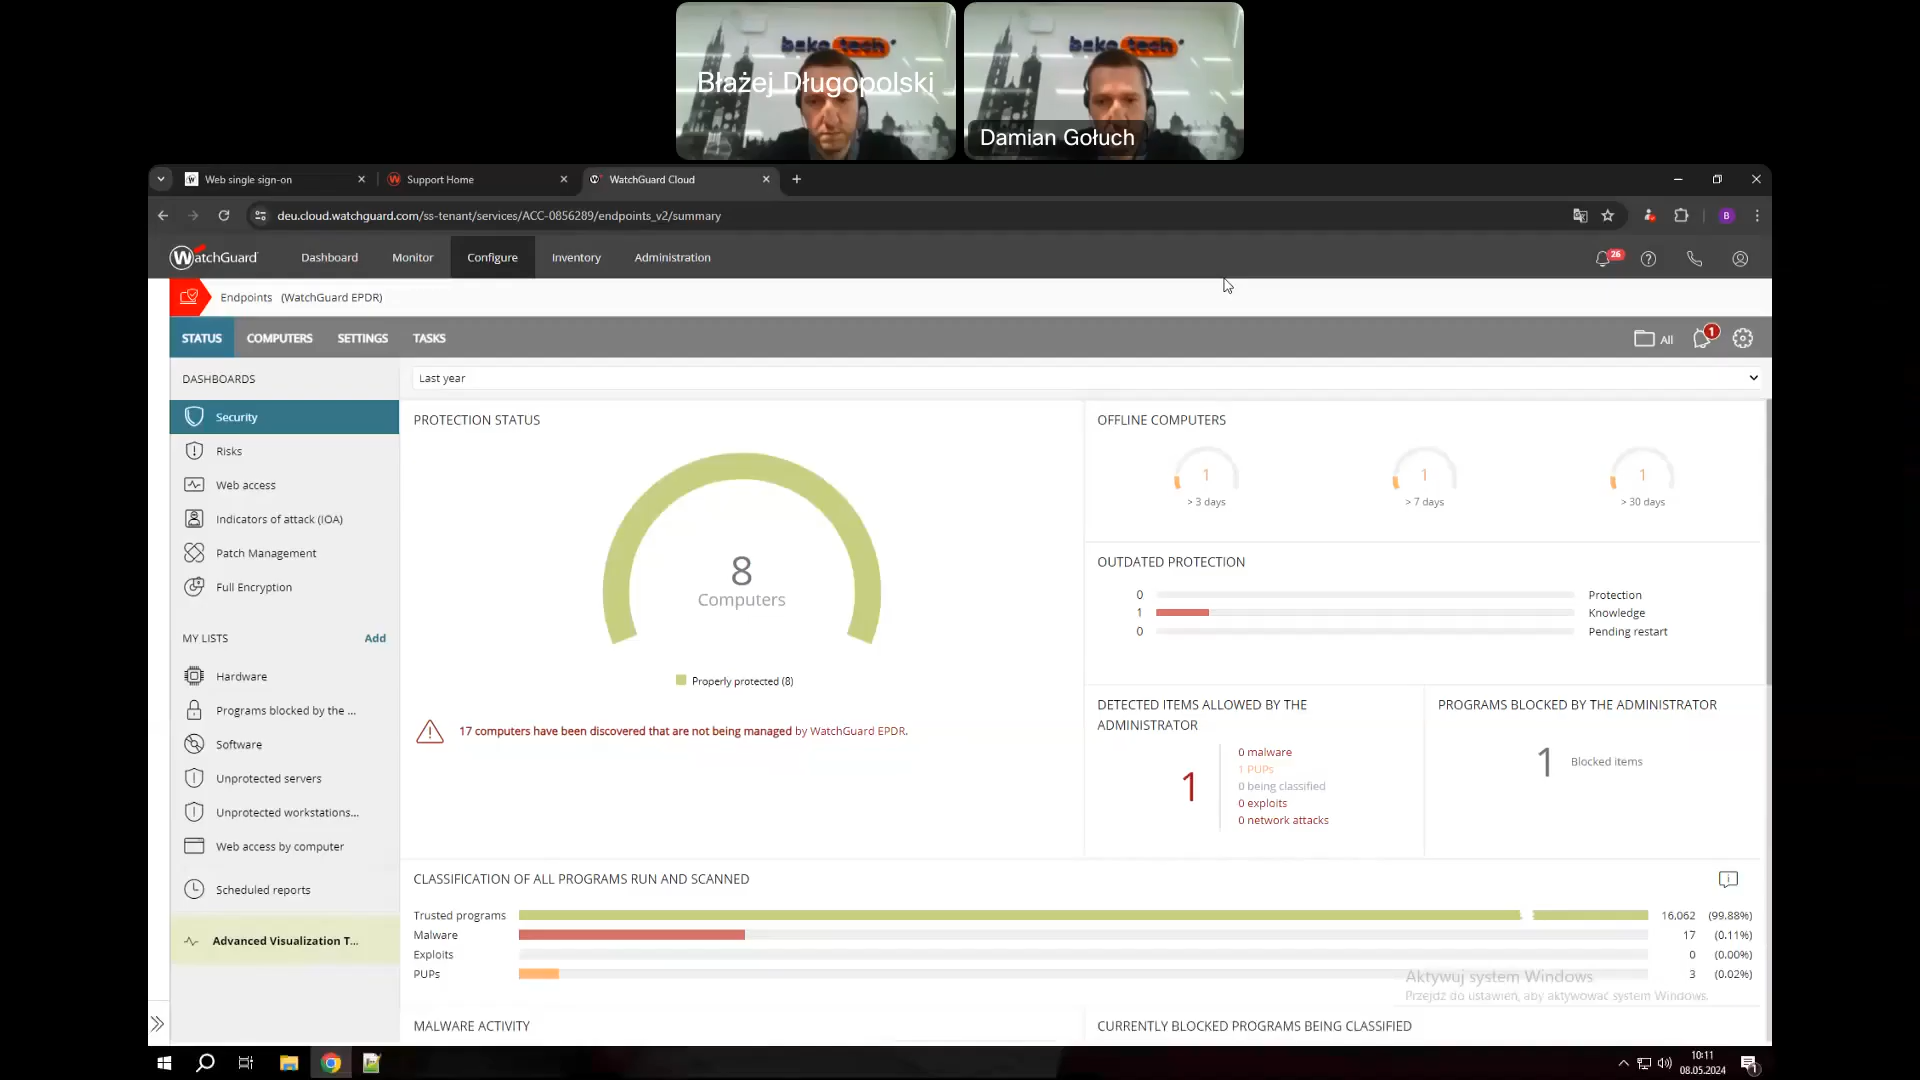 bakotech
Błażej Długopolski
bakotech
Damian Gołuch
Web single sign-on
Support Home
WatchGuard Cloud
deu.cloud.watchguard.com/ss-tenant/services/ACC-0856289/endpoints_v2/summary
B
WatchGuard
Dashboard
Monitor
Configure
Inventory
Administration
26
Endpoints (WatchGuard EPDR)
STATUS
COMPUTERS
SETTINGS
TASKS
All
1
DASHBOARDS
Security
Risks
Web access
Indicators of attack (IOA)
Patch Management
Full Encryption
MY LISTS
Add
Hardware
Programs blocked by the ...
Software
Unprotected servers
Unprotected workstations...
Web access by computer
Scheduled reports
Advanced Visualization T...
Last year
PROTECTION STATUS
8
Computers
Properly protected (8)
17 computers have been discovered that are not being managed by WatchGuard EPDR.
OFFLINE COMPUTERS
1
> 3 days
1
> 7 days
1
> 30 days
OUTDATED PROTECTION
0 Protection
1 Knowledge
0 Pending restart
DETECTED ITEMS ALLOWED BY THE
ADMINISTRATOR
1
0 malware
1 PUPs
0 being classified
0 exploits
0 network attacks
PROGRAMS BLOCKED BY THE ADMINISTRATOR
1 Blocked items
CLASSIFICATION OF ALL PROGRAMS RUN AND SCANNED
Trusted programs 16,062 (99.88%)
Malware 17 (0.11%)
Exploits 0 (0.00%)
PUPs 3 (0.02%)
Aktywuj system Windows
Przejdź do ustawień, aby aktywować system Windows.
MALWARE ACTIVITY
CURRENTLY BLOCKED PROGRAMS BEING CLASSIFIED
10:11
08.05.2024
1